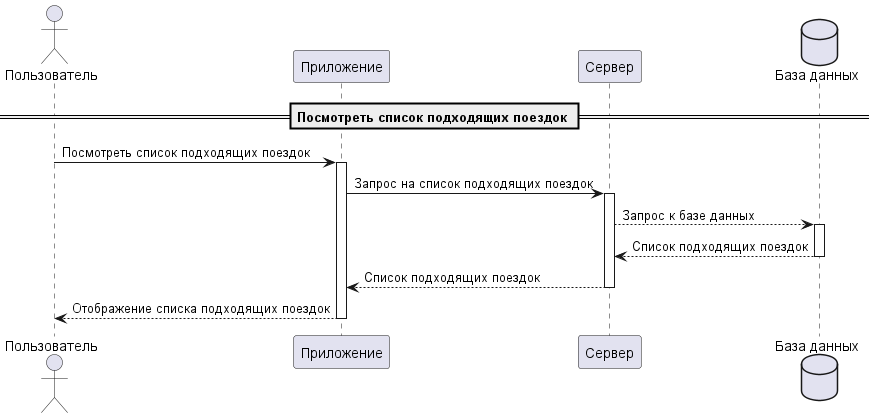 Пользователь
Приложение
Сервер
База данных
Посмотреть список подходящих поездок
Посмотреть список подходящих поездок
Запрос на список подходящих поездок
Запрос к базе данных
Список подходящих поездок
Список подходящих поездок
Отображение списка подходящих поездок
Пользователь
Приложение
Сервер
База данных